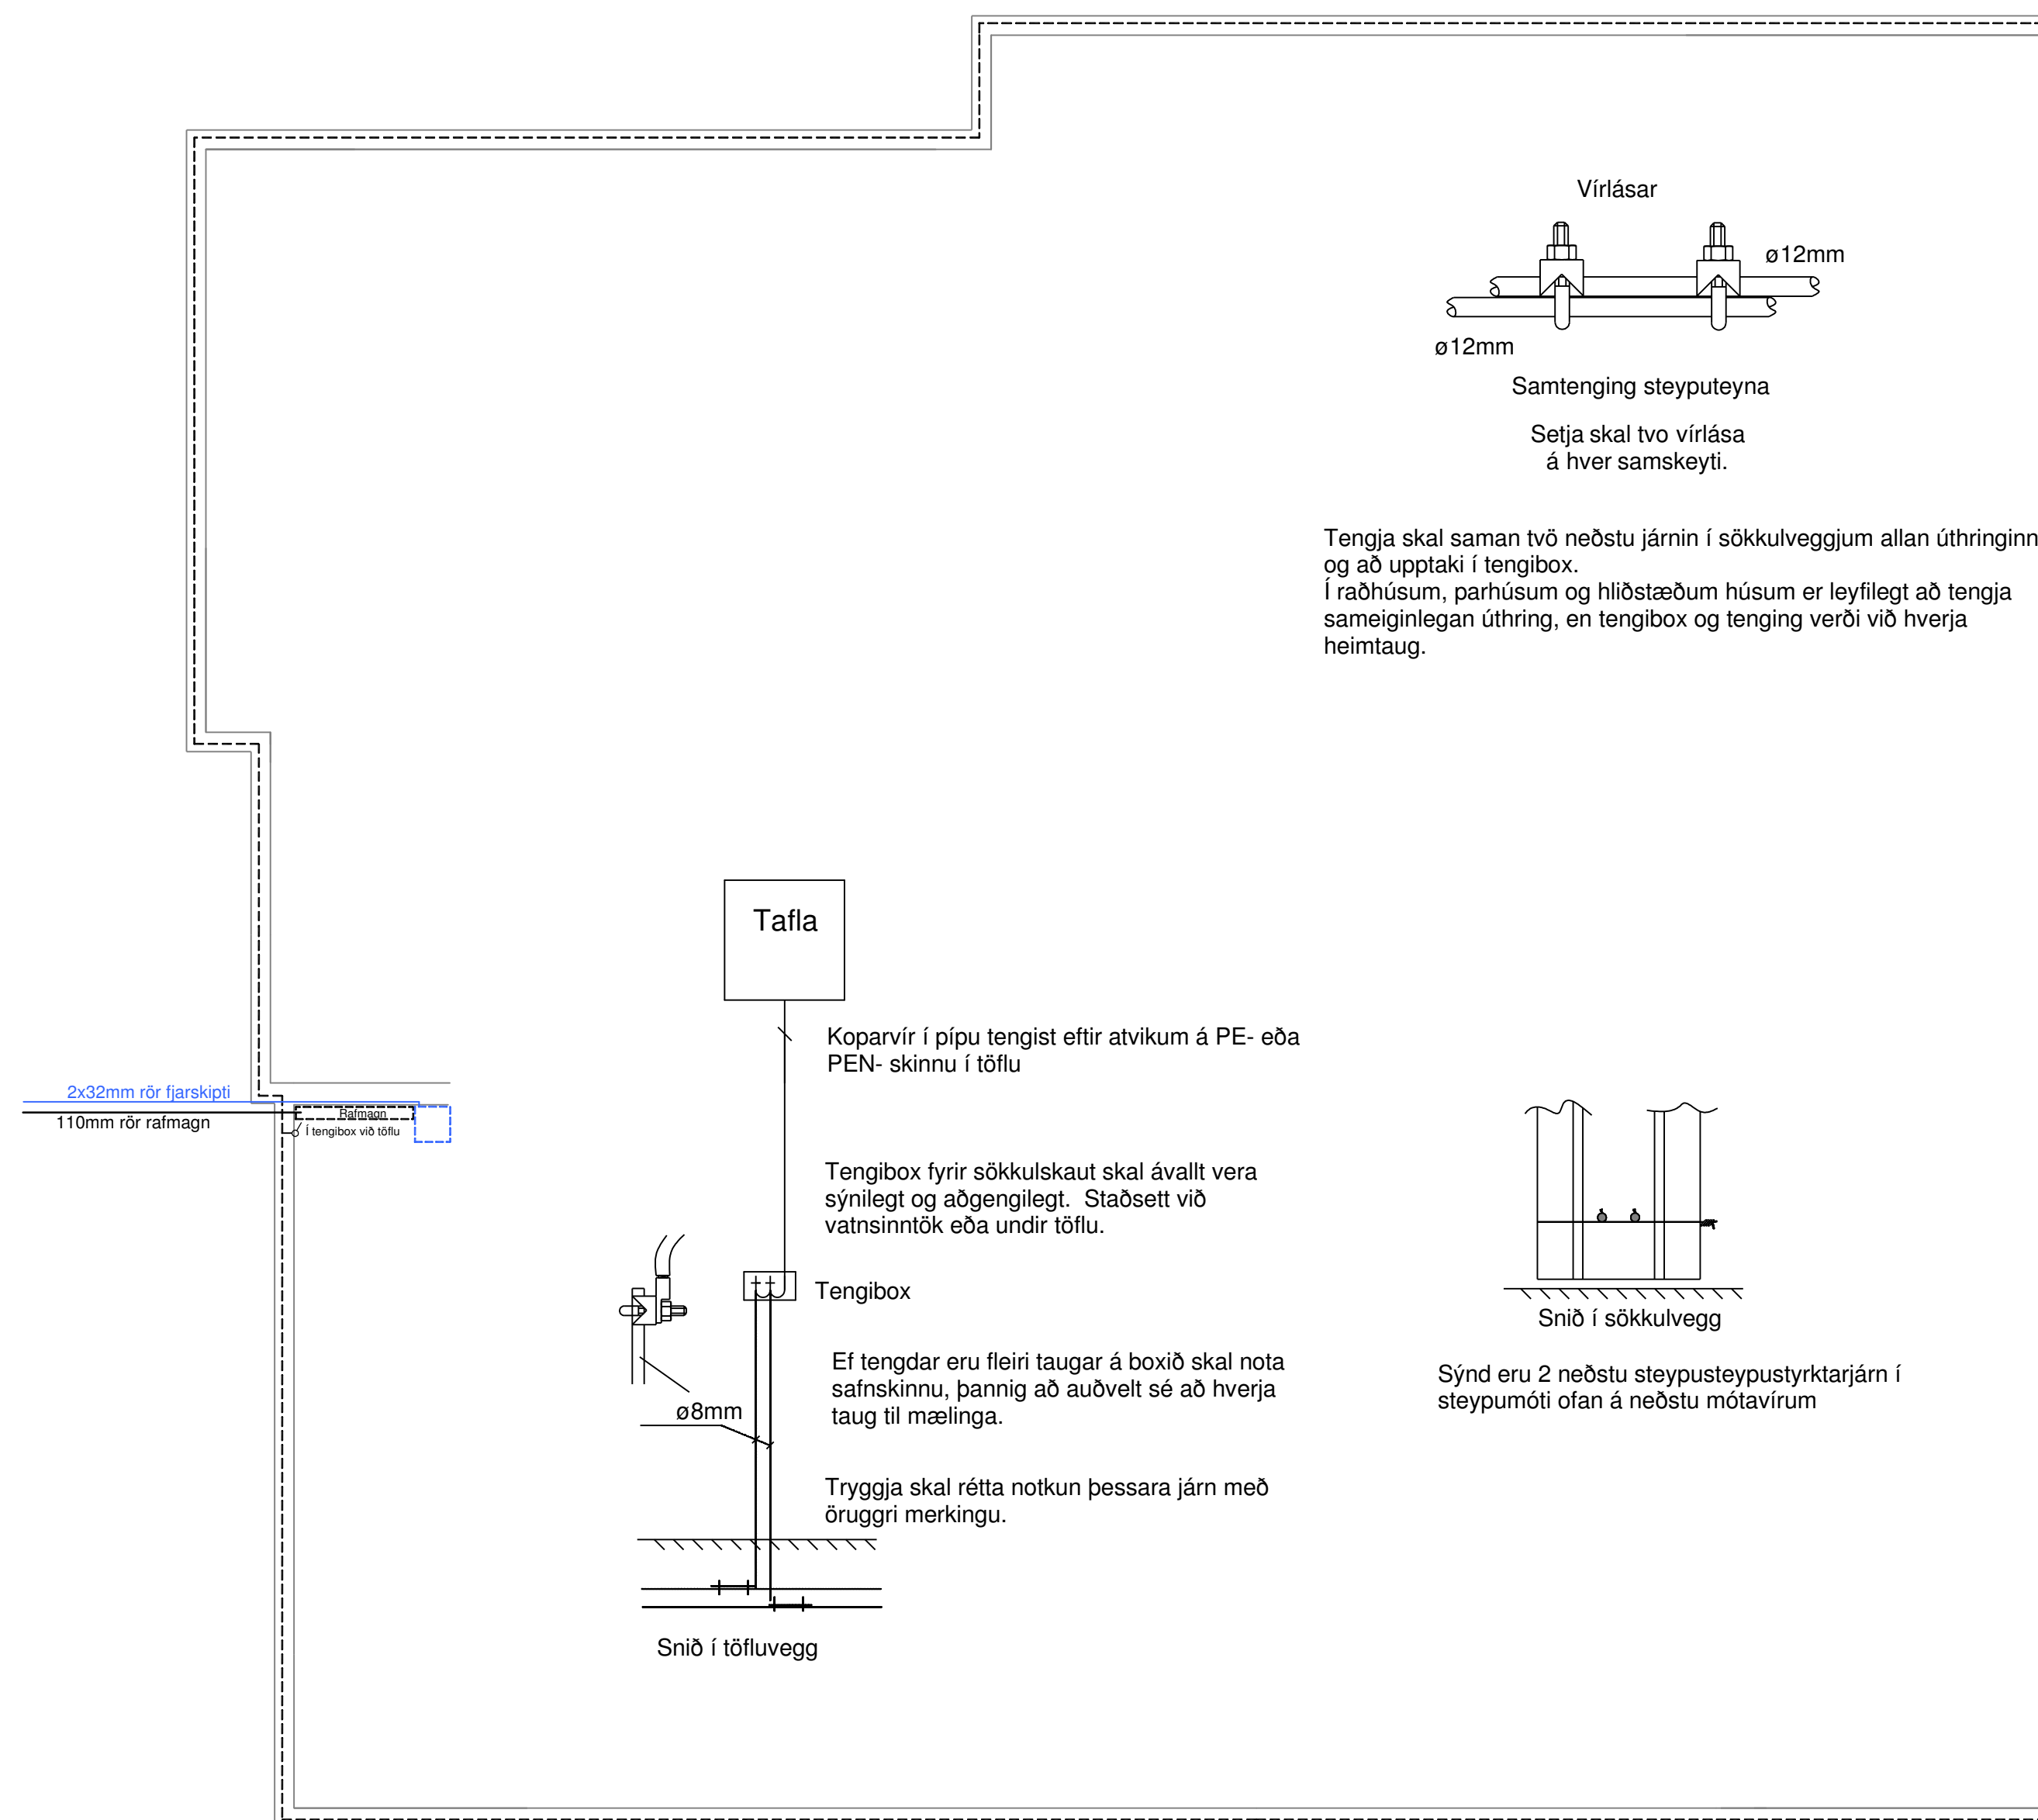 Vírlásar
ø12mm
ø12mm
Samtenging steyputeyna
Setja skal tvo vírlása
á hver samskeyti.
Tengja skal saman tvö neðstu járnin í sökkulveggjum allan úthringinn
og að upptaki í tengibox.
Í raðhúsum, parhúsum og hliðstæðum húsum er leyfilegt að tengja
sameiginlegan úthring, en tengibox og tenging verði við hverja
heimtaug.
Tafla
Koparvír í pípu tengist eftir atvikum á PE- eða
PEN- skinnu í töflu
2x32mm rör fjarskipti
110mm rör rafmagn
Rafmagn
Í tengibox við töflu
Tengibox fyrir sökkulskaut skal ávallt vera
sýnilegt og aðgengilegt. Staðsett við
vatnsinntök eða undir töflu.
Tengibox
Ef tengdar eru fleiri taugar á boxið skal nota
safnskinnu, þannig að auðvelt sé að hverja
taug til mælinga.
ø8mm
Tryggja skal rétta notkun þessara járn með
öruggri merkingu.
Snið í töfluvegg
Snið í sökkulvegg
Sýnd eru 2 neðstu steypusteypustyrktarjárn í
steypumóti ofan á neðstu mótavírum